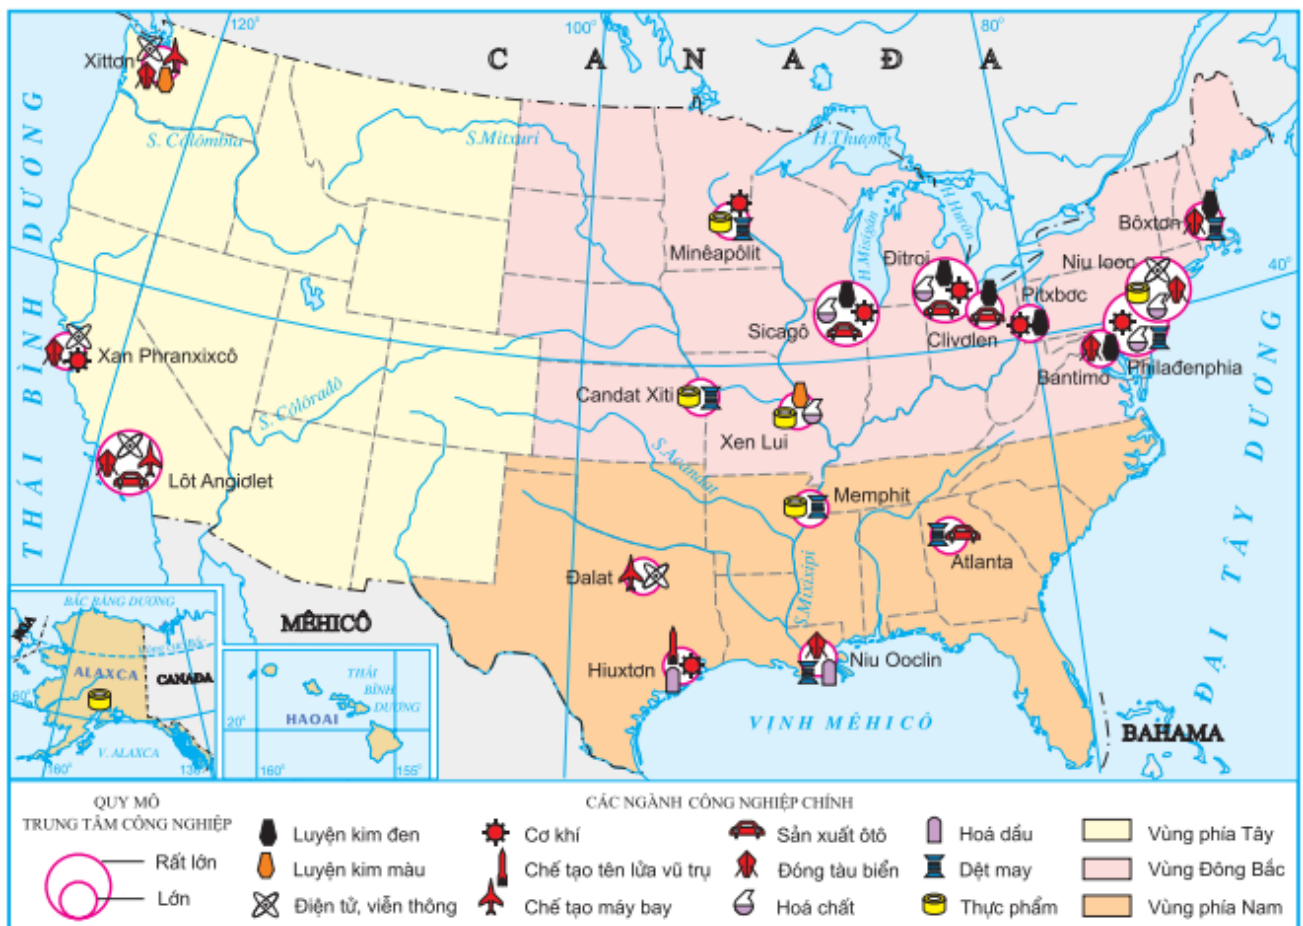 120°
100°
80°
C A N A Đ A
Xittơn
S. Côlômbia
S.Mitxuri
H.Thượng
H.Misigân
H.Hurôn
THÁI BÌNH DƯƠNG
Minêapôlit
Bôxtơn
Đitroi
Niu Iooc
40°
Pitxbơc
Xan Phranxixcô
Sicagô
Clivơlen
Bantimo
Philađenphia
Candat Xiti
S. Côlôrađô
Xen Lui
S.Acandat
Lôt Angiơlet
Memphit
Atlanta
Đalat
S.Mixixipi
ĐẠI TÂY DƯƠNG
MÊHICÔ
Hiuxtơn
Niu Ooclin
VỊNH MÊHICÔ
BAHAMA
BẮC BĂNG DƯƠNG
NGA
ALAXCA
CANAĐA
60°
V. ALAXCA
160°
THÁI
BÌNH
DƯƠNG
20°
HAOAI
160°
155°
QUY MÔ
TRUNG TÂM CÔNG NGHIỆP
Rất lớn
Lớn
CÁC NGÀNH CÔNG NGHIỆP CHÍNH
Luyện kim đen
Cơ khí
Sản xuất ôtô
Hoá dầu
Vùng phía Tây
Luyện kim màu
Chế tạo tên lửa vũ trụ
Đóng tàu biển
Dệt may
Vùng Đông Bắc
Điện tử, viễn thông
Chế tạo máy bay
Hoá chất
Thực phẩm
Vùng phía Nam